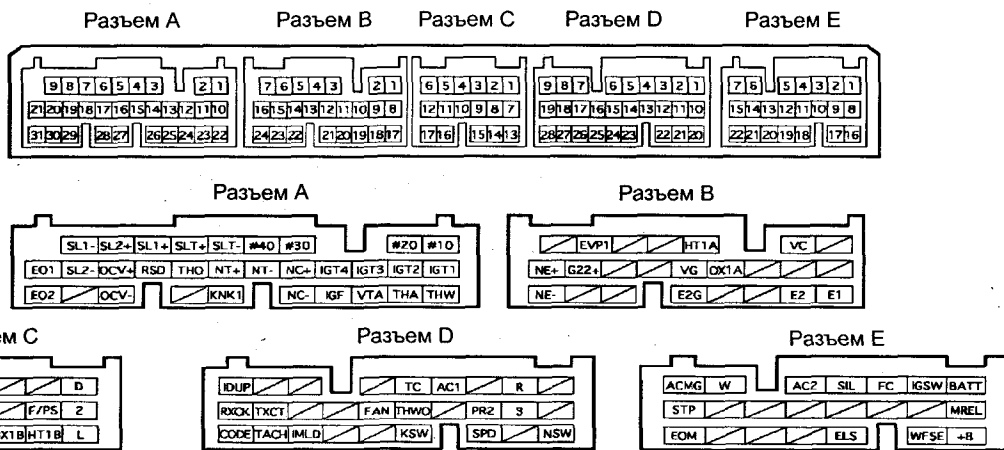 Разъем А Разъем В Разъем С Разъем D Разъем Е
9 8 7 6 5 4 3 2 1 7 6 5 4 3 2 1 6 5 4 3 2 1 9 8 7 6 5 4 3 2 1 7 6 5 4 3 2 1
21 20 19 18 17 16 15 14 13 12 11 10 16 15 14 13 12 11 10 9 8 12 11 10 9 8 7 19 18 17 16 15 14 13 12 11 10 15 14 13 12 11 10 9 8
31 30 29 28 27 26 25 24 23 22 24 23 22 21 20 19 18 17 17 16 15 14 13 28 27 26 25 24 23 22 21 20 22 21 20 19 18 17 16
Разъем А Разъем В
SL1- SL2+ SL1+ SLT+ SLT- #40 #30 #20 #10 EVP1 HT1A VC
EO1 SL2- OCV+ RSD THO NT+ NT- NC+ IGT4 IGT3 IGT2 IGT1 NE+ G22+ VG OX1A
EO2 OCV- KNK1 NC- IGF VTA THA THW NE- E2G E2 E1
м С Разъем D Разъем Е
D IDUP TC AC1 R ACMG W AC2 SIL FC IGSW BATT
F/PS 2 RXCK TXCT FAN THWO PR2 3 STP MREL
X1B HT1B L CODE TACH IMLD KSW SPD NSW EOM ELS WFSE +B